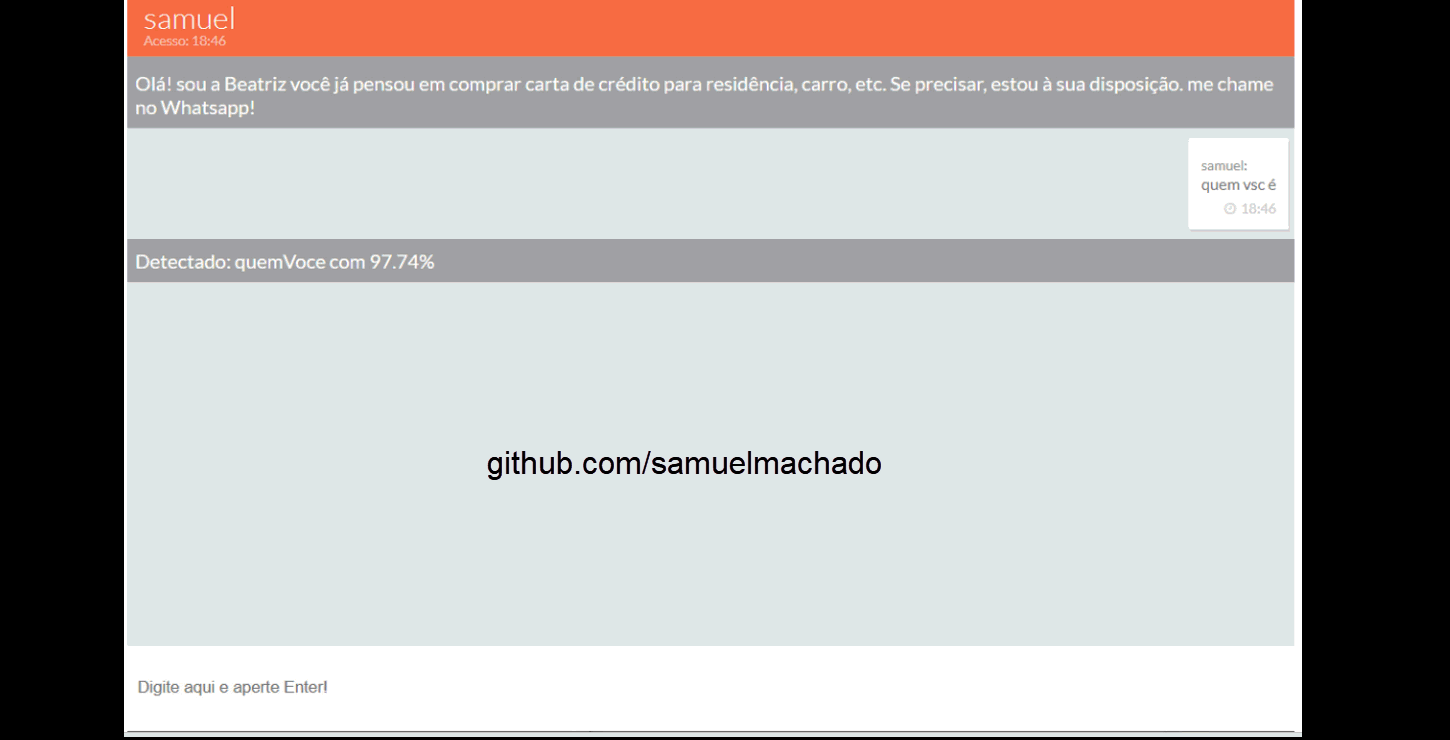 samuel
Acesso: 18:46
Olá! sou a Beatriz você já pensou em comprar carta de crédito para residência, carro, etc. Se precisar, estou à sua disposição. me chame
no Whatsapp!
samuel:
quem vsc é
18:46
Detectado: quemVoce com 97.74%
github.com/samuelmachado
Digite aqui e aperte Enter!